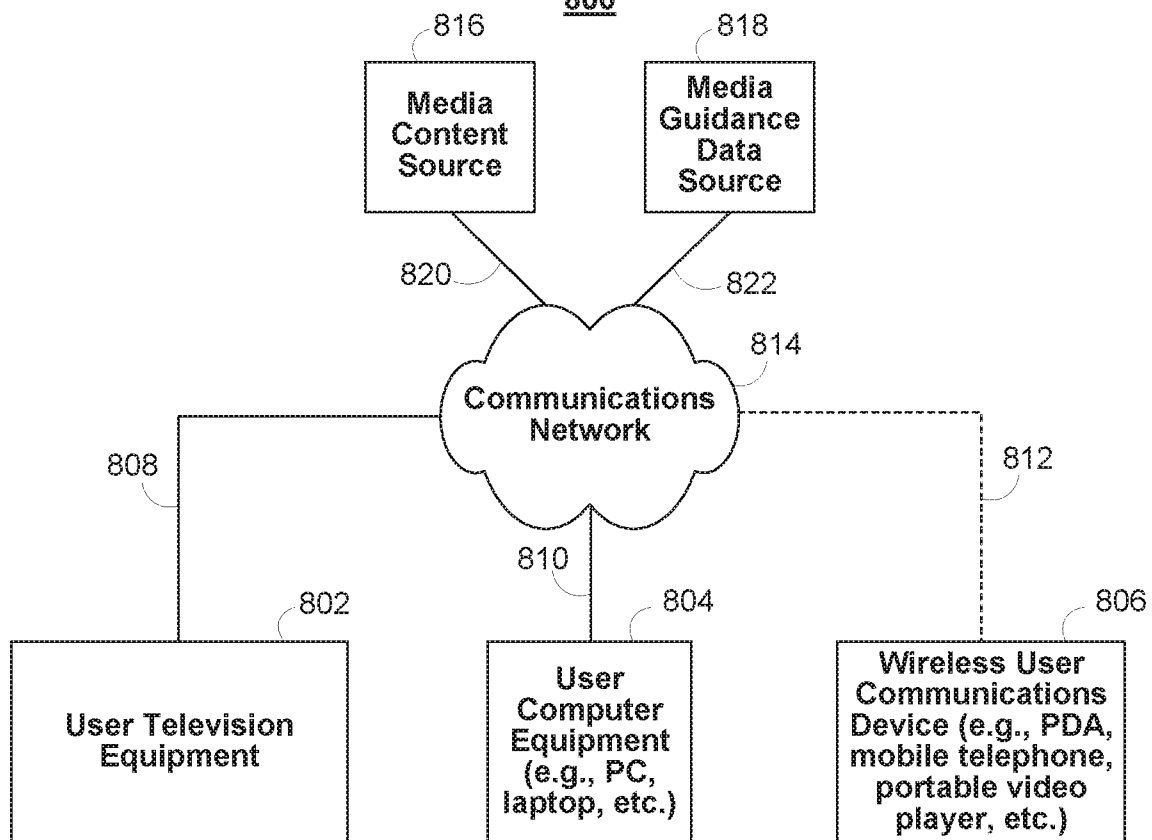 800
816
818
Media
Content
Source
Media
Guidance
Data
Source
820
822
814
Communications
Network
808
812
810
802
804
806
User Television
Equipment
User
Computer
Equipment
(e.g., PC,
laptop, etc.)
Wireless User
Communications
Device (e.g., PDA,
mobile telephone,
portable video
player, etc.)